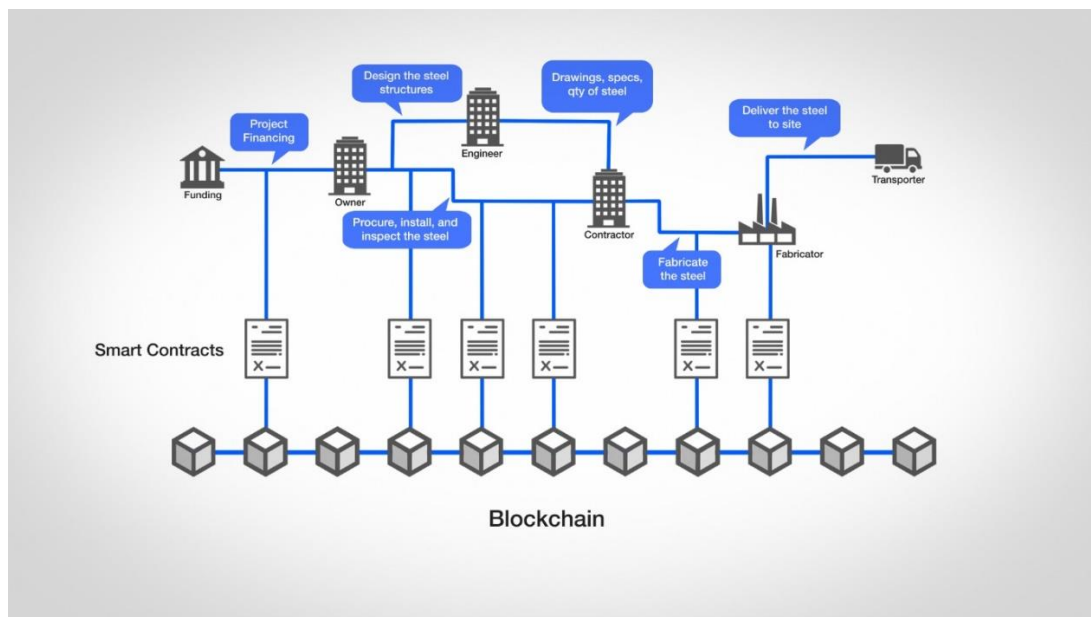 Design the steel
structures
Drawings, specs,
qty of steel
Project
Financing
Deliver the steel
to site
Engineer
Funding
Owner
Transporter
Procure, install, and
inspect the steel
Contractor
Fabricate
the steel
Fabricator
Smart Contracts
X
X
X
X
X
X
Blockchain